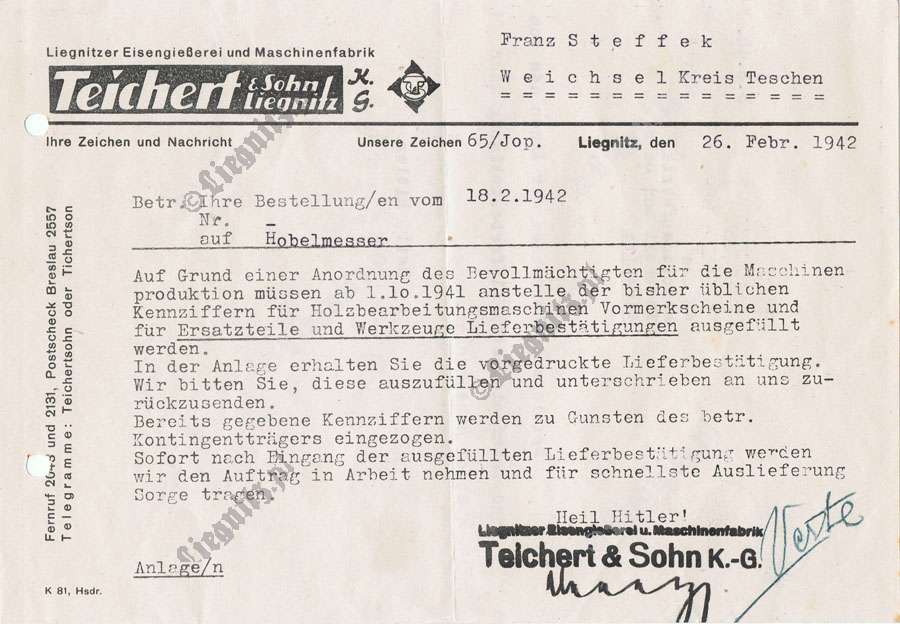 Liegnitzer Eisengießerei und Maschinenfabrik
Teichert & Sohn Liegnitz K. G.
Franz Steffek
Weichsel Kreis Teschen
= = = = = = = = = = = = = = = =
Ihre Zeichen und Nachricht Unsere Zeichen 65/Jop. Liegnitz, den 26. Febr. 1942
Betr. Ihre Bestellung/en vom 18.2.1942
Nr. -
auf Hobelmesser
Auf Grund einer Anordnung des Bevollmächtigten für die Maschinen
produktion müssen ab 1.1o.1941 anstelle der bisher üblichen
Kennziffern für Holzbearbeitungsmaschinen Vormerkscheine und
für Ersatzteile und Werkzeuge Lieferbestätigungen ausgefüllt
werden.
In der Anlage erhalten Sie die vorgedruckte Lieferbestätigung.
Wir bitten Sie, diese auszufüllen und unterschrieben an uns zu-
rückzusenden.
Bereits gegebene Kennziffern werden zu Gunsten des betr.
Kontingentträgers eingezogen.
Sofort nach Eingang der ausgefüllten Lieferbestätigung werden
wir den Auftrag in Arbeit nehmen und für schnellste Auslieferung
Sorge tragen.
Heil Hitler!
Liegnitzer Eisengießerei u. Maschinenfabrik
Teichert & Sohn K.-G.
Anlage/n
K 81, Hsdr.
Fernruf und 2131, Postscheck Breslau 2557
Telegramme: Teichertsohn oder Tichertson
©Liegnitz.pl
©Liegnitz.pl
Liegnitz.pl